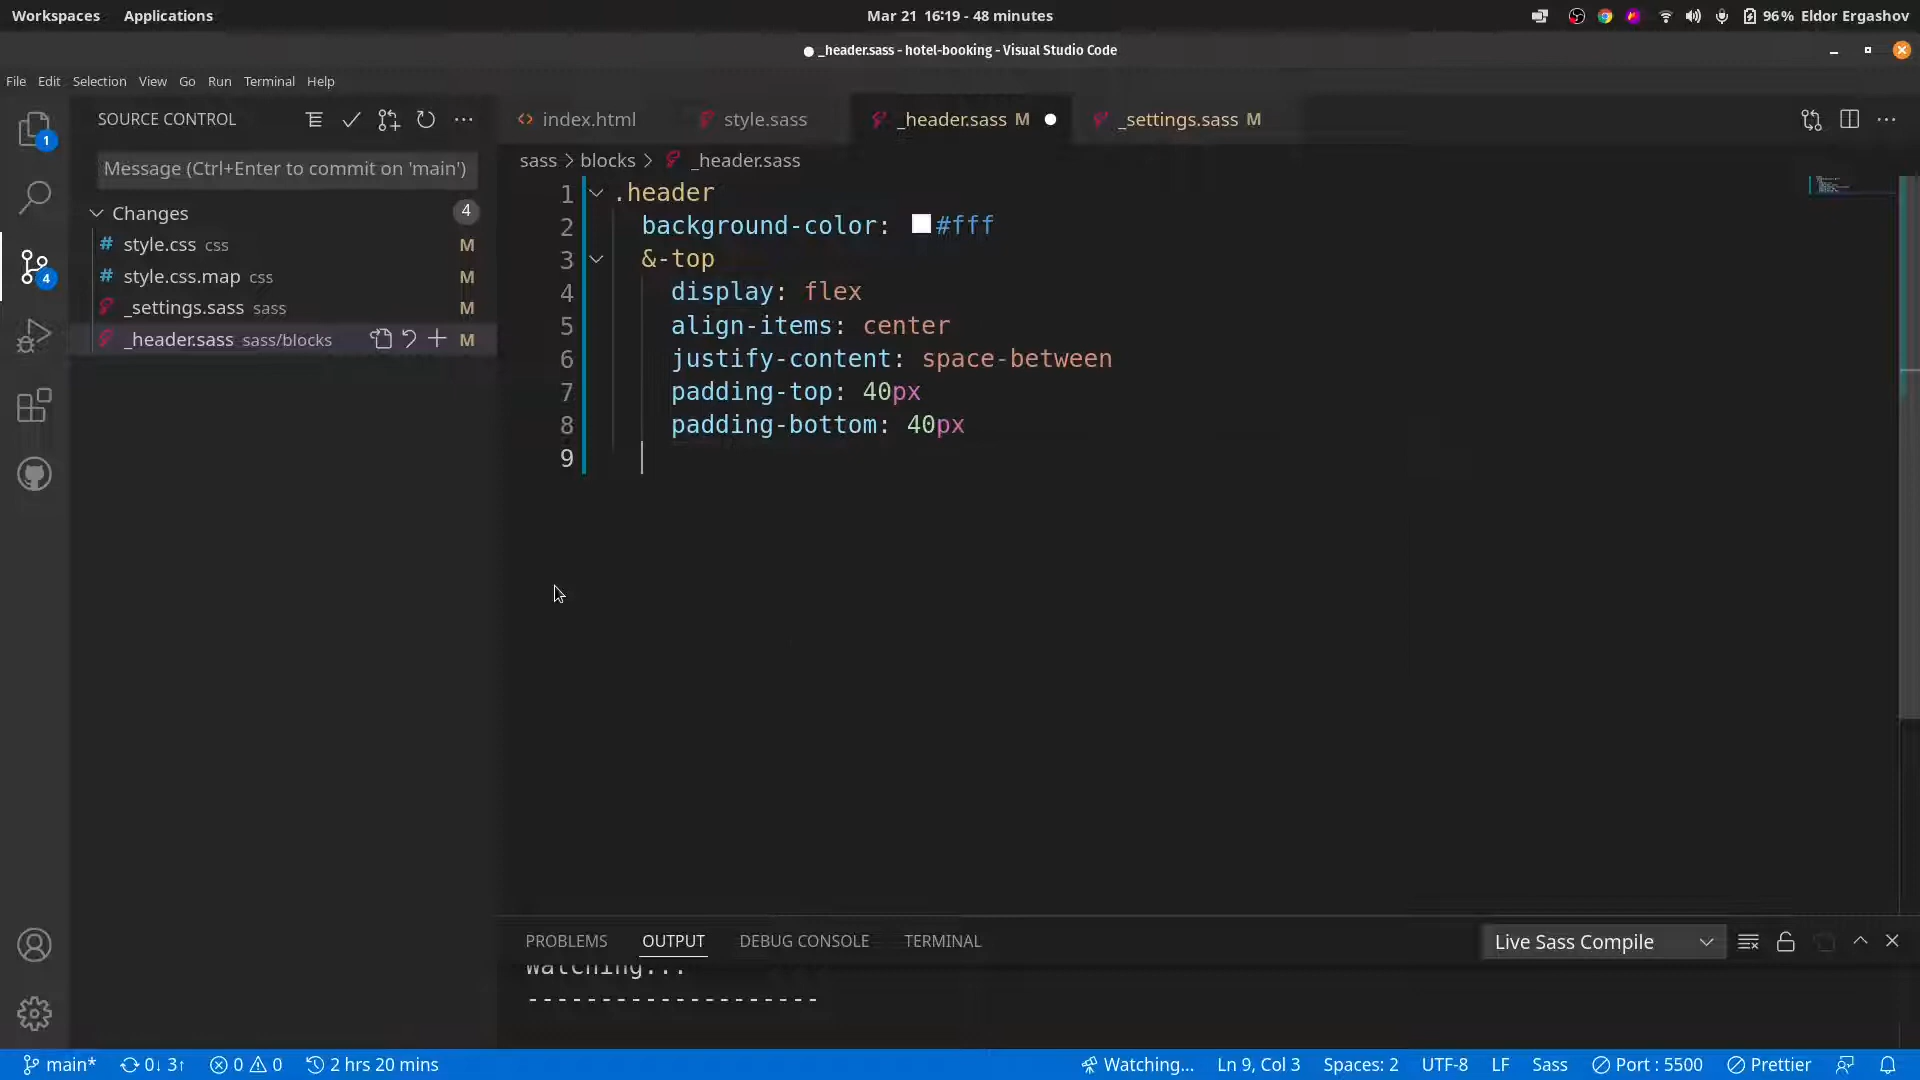 Workspaces Applications Mar 21 16:19 - 48 minutes 96% Eldor Ergashov
_header.sass - hotel-booking - Visual Studio Code
File Edit Selection View Go Run Terminal Help
SOURCE CONTROL
index.html style.sass _header.sass M _settings.sass M
1
Message (Ctrl+Enter to commit on 'main')
sass > blocks > _header.sass
Changes 4
style.css css M
style.css.map css M
_settings.sass sass M
_header.sass sass/blocks M
4
1 .header
2 background-color: #fff
3 &-top
4 display: flex
5 align-items: center
6 justify-content: space-between
7 padding-top: 40px
8 padding-bottom: 40px
9
PROBLEMS OUTPUT DEBUG CONSOLE TERMINAL Live Sass Compile
Watching...
--------------------
main* 0↓ 3↑ 0 0 2 hrs 20 mins Watching... Ln 9, Col 3 Spaces: 2 UTF-8 LF Sass Port : 5500 Prettier